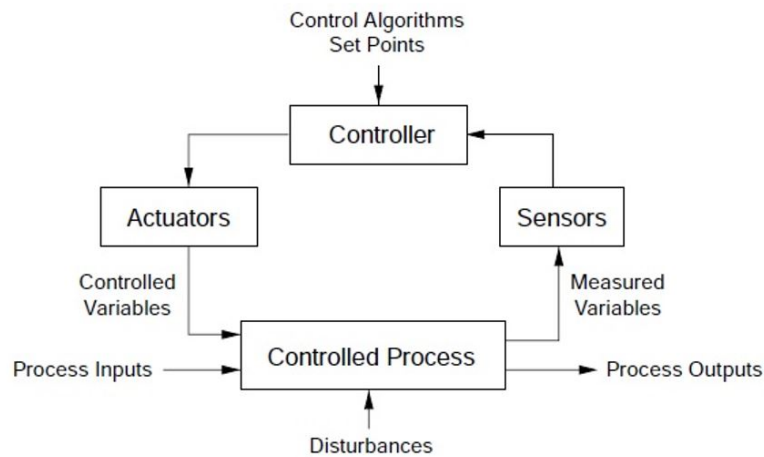 Control Algorithms
Set Points
Controller
Actuators
Sensors
Controlled
Variables
Measured
Variables
Controlled Process
Process Inputs
Process Outputs
Disturbances